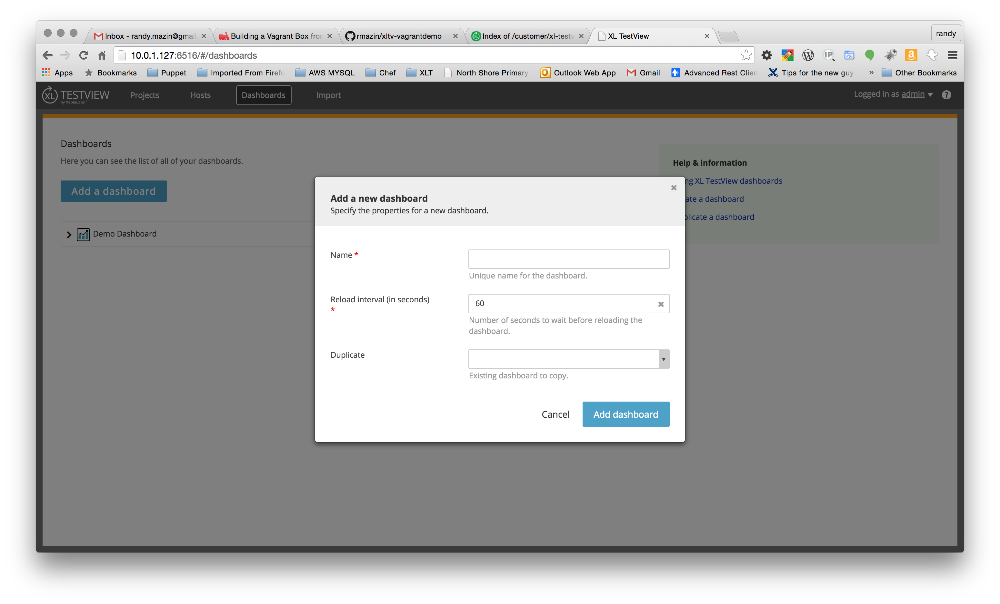 Inbox - randy.mazin@gmail
Building a Vagrant Box from
rmazin/xltv-vagrantdemo
Index of /customer/xl-testv
XL TestView
randy
10.0.1.127:6516/#/dashboards
Apps
Bookmarks
Puppet
Imported From Firefo
AWS MYSQL
Chef
XLT
North Shore Primary
Outlook Web App
Gmail
Advanced Rest Clien
Tips for the new guy
»
Other Bookmarks
XL TESTVIEW
by XebiaLabs™
Projects
Hosts
Dashboards
Import
Logged in as admin
?
Dashboards
Here you can see the list of all of your dashboards.
Add a dashboard
Demo Dashboard
Help & information
ng XL TestView dashboards
ate a dashboard
plicate a dashboard
Add a new dashboard
Specify the properties for a new dashboard.
Name *
Unique name for the dashboard.
Reload interval (in seconds)
*
60
Number of seconds to wait before reloading the
dashboard.
Duplicate
Existing dashboard to copy.
Cancel
Add dashboard